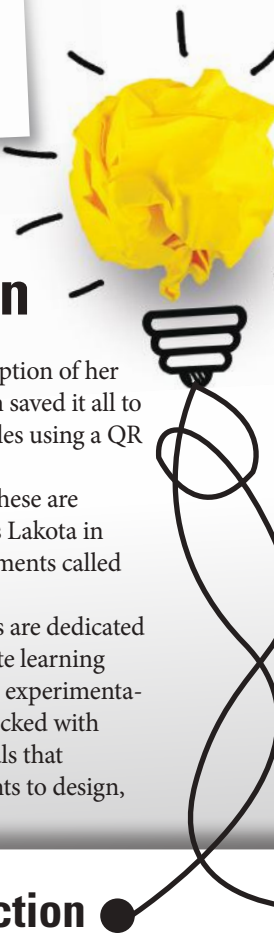 n
ption of her
n saved it all to
les using a QR
hese are
s Lakota in
ments called
s are dedicated
te learning
experimenta-
cked with
ls that
nts to design,
ction